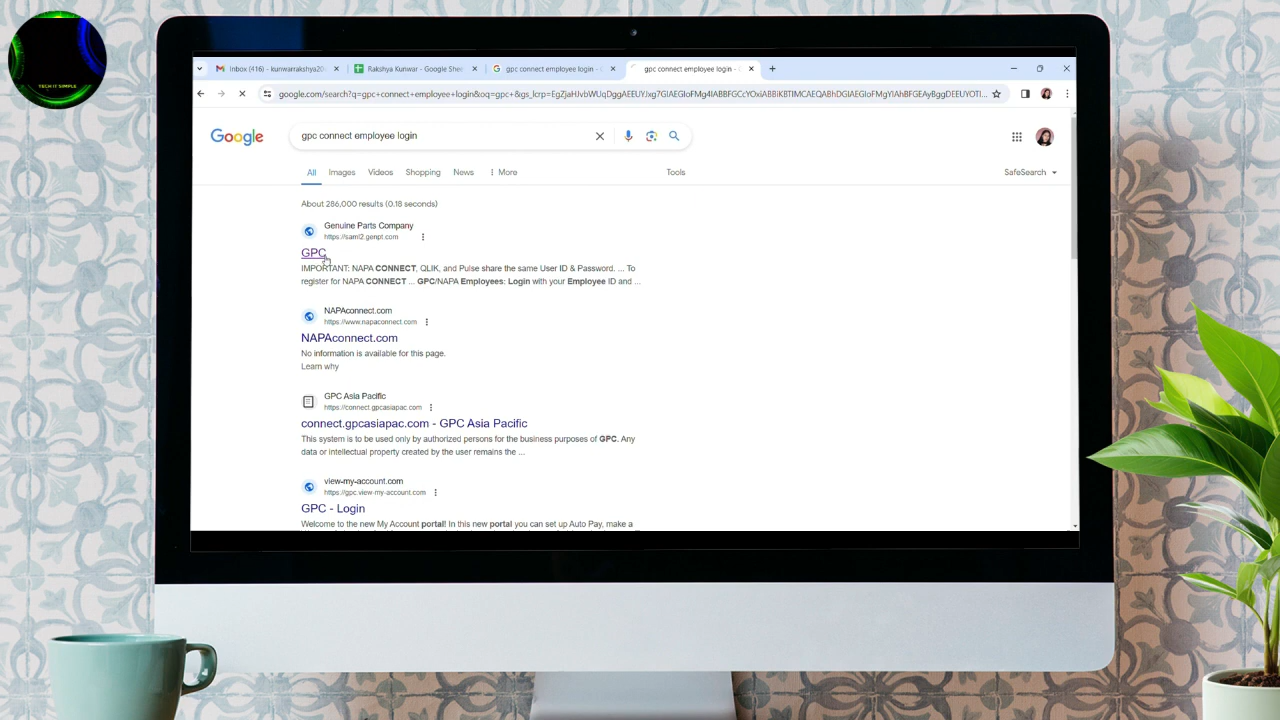 TECH IT SIMPLE
Inbox (416) - kunwarrakshya20
Rakshya Kunwar - Google Shee
gpc connect employee login - G
gpc connect employee login - G
Google
gpc connect employee login
All
Images
Videos
Shopping
News
More
Tools
SafeSearch
About 286,000 results (0.18 seconds)
Genuine Parts Company
https://saml2.genpt.com
GPC
IMPORTANT: NAPA CONNECT, QLIK, and Pulse share the same User ID & Password. ... To
register for NAPA CONNECT ... GPC/NAPA Employees: Login with your Employee ID and ...
NAPAconnect.com
https://www.napaconnect.com
NAPAconnect.com
No information is available for this page.
Learn why
GPC Asia Pacific
https://connect.gpcasiapac.com
connect.gpcasiapac.com - GPC Asia Pacific
This system is to be used only by authorized persons for the business purposes of GPC. Any
data or intellectual property created by the user remains the ...
view-my-account.com
https://gpc.view-my-account.com
GPC - Login
Welcome to the new My Account portal! In this new portal you can set up Auto Pay, make a